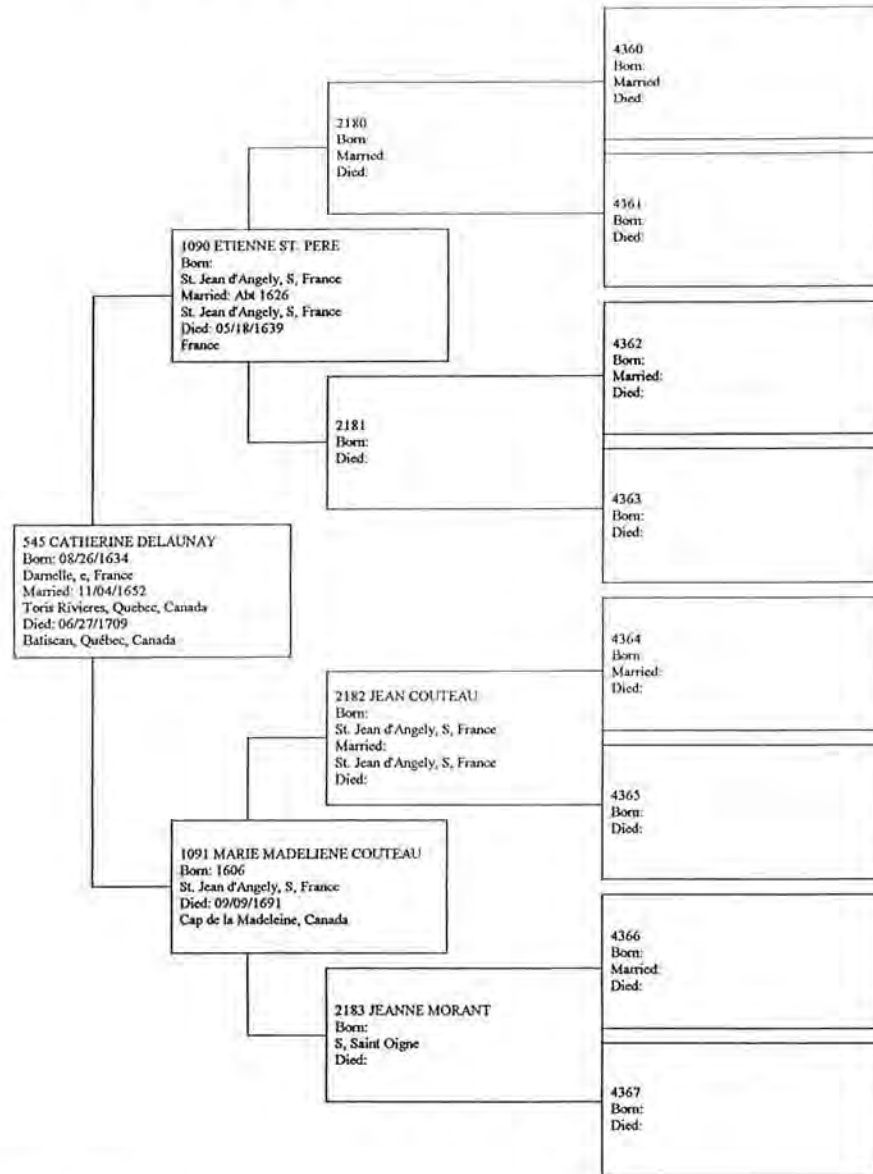 4360
Born:
Married
Died:
2180
Born:
Married:
Died:
4361
Born:
Died:
1090 ETIENNE ST. PERE
Born:
St. Jean d'Angely, S, France
Married: Abt 1626
St. Jean d'Angely, S, France
Died: 05/18/1639
France
4362
Born:
Married:
Died:
2181
Born:
Died:
4363
Born:
Died:
545 CATHERINE DELAUNAY
Born: 08/26/1634
Darnelle, e, France
Married: 11/04/1652
Toris Rivieres, Quebec, Canada
Died: 06/27/1709
Batiscan, Québec, Canada
4364
Born
Married:
Died:
2182 JEAN COUTEAU
Born:
St. Jean d'Angely, S, France
Married:
St. Jean d'Angely, S, France
Died:
4365
Born:
Died:
1091 MARIE MADELIENE COUTEAU
Born: 1606
St. Jean d'Angely, S, France
Died: 09/09/1691
Cap de la Madeleine, Canada
4366
Born:
Married:
Died:
2183 JEANNE MORANT
Born:
S, Saint Oigne
Died:
4367
Born:
Died: